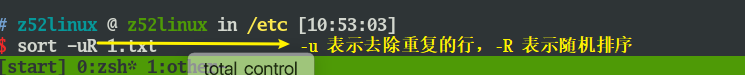 # z52linux @ z52linux in /etc [10:53:03]
$ sort -uR 1.txt -u 表示去除重复的行，-R 表示随机排序
[start] 0:zsh* 1:othe
total control